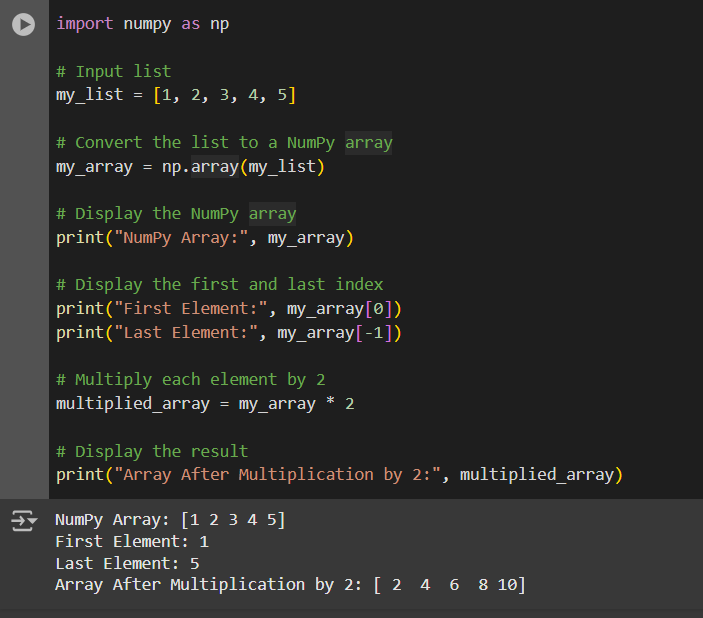 import numpy as np
# Input list
my_list = [1, 2, 3, 4, 5]
# Convert the list to a NumPy array
my_array = np.array(my_list)
# Display the NumPy array
print("NumPy Array:", my_array)
# Display the first and last index
print("First Element:", my_array[0])
print("Last Element:", my_array[-1])
# Multiply each element by 2
multiplied_array = my_array * 2
# Display the result
print("Array After Multiplication by 2:", multiplied_array)
NumPy Array: [1 2 3 4 5]
First Element: 1
Last Element: 5
Array After Multiplication by 2: [ 2  4  6  8 10]